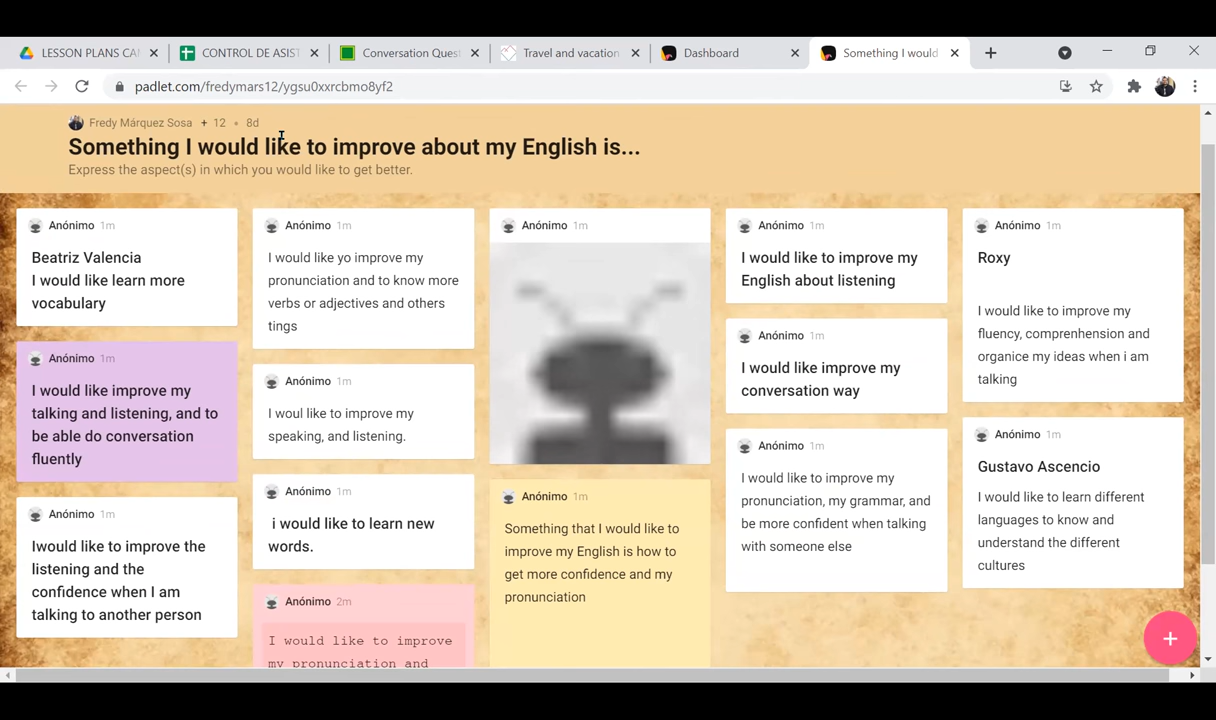 LESSON PLANS CA
CONTROL DE ASIS
Conversation Quest
Travel and vacation
Dashboard
Something I would
padlet.com/fredymars12/ygsu0xxrcbmo8yf2
Fredy Márquez Sosa + 12 • 8d
Something I would like to improve about my English is...
Express the aspect(s) in which you would like to get better.
Anónimo 1m
Beatriz Valencia
I would like learn more
vocabulary
Anónimo 1m
I would like improve my
talking and listening, and to
be able do conversation
fluently
Anónimo 1m
Iwould like to improve the
listening and the
confidence when I am
talking to another person
Anónimo 1m
I would like yo improve my
pronunciation and to know more
verbs or adjectives and others
tings
Anónimo 1m
I woul like to improve my
speaking, and listening.
Anónimo 1m
i would like to learn new
words.
Anónimo 2m
I would like to improve
my pronunciation and
Anónimo 1m
Anónimo 1m
Something that I would like to
improve my English is how to
get more confidence and my
pronunciation
Anónimo 1m
I would like to improve my
English about listening
Anónimo 1m
I would like improve my
conversation way
Anónimo 1m
I would like to improve my
pronunciation, my grammar, and
be more confident when talking
with someone else
Anónimo 1m
Roxy
I would like to improve my
fluency, comprenhension and
organice my ideas when i am
talking
Anónimo 1m
Gustavo Ascencio
I would like to learn different
languages to know and
understand the different
cultures